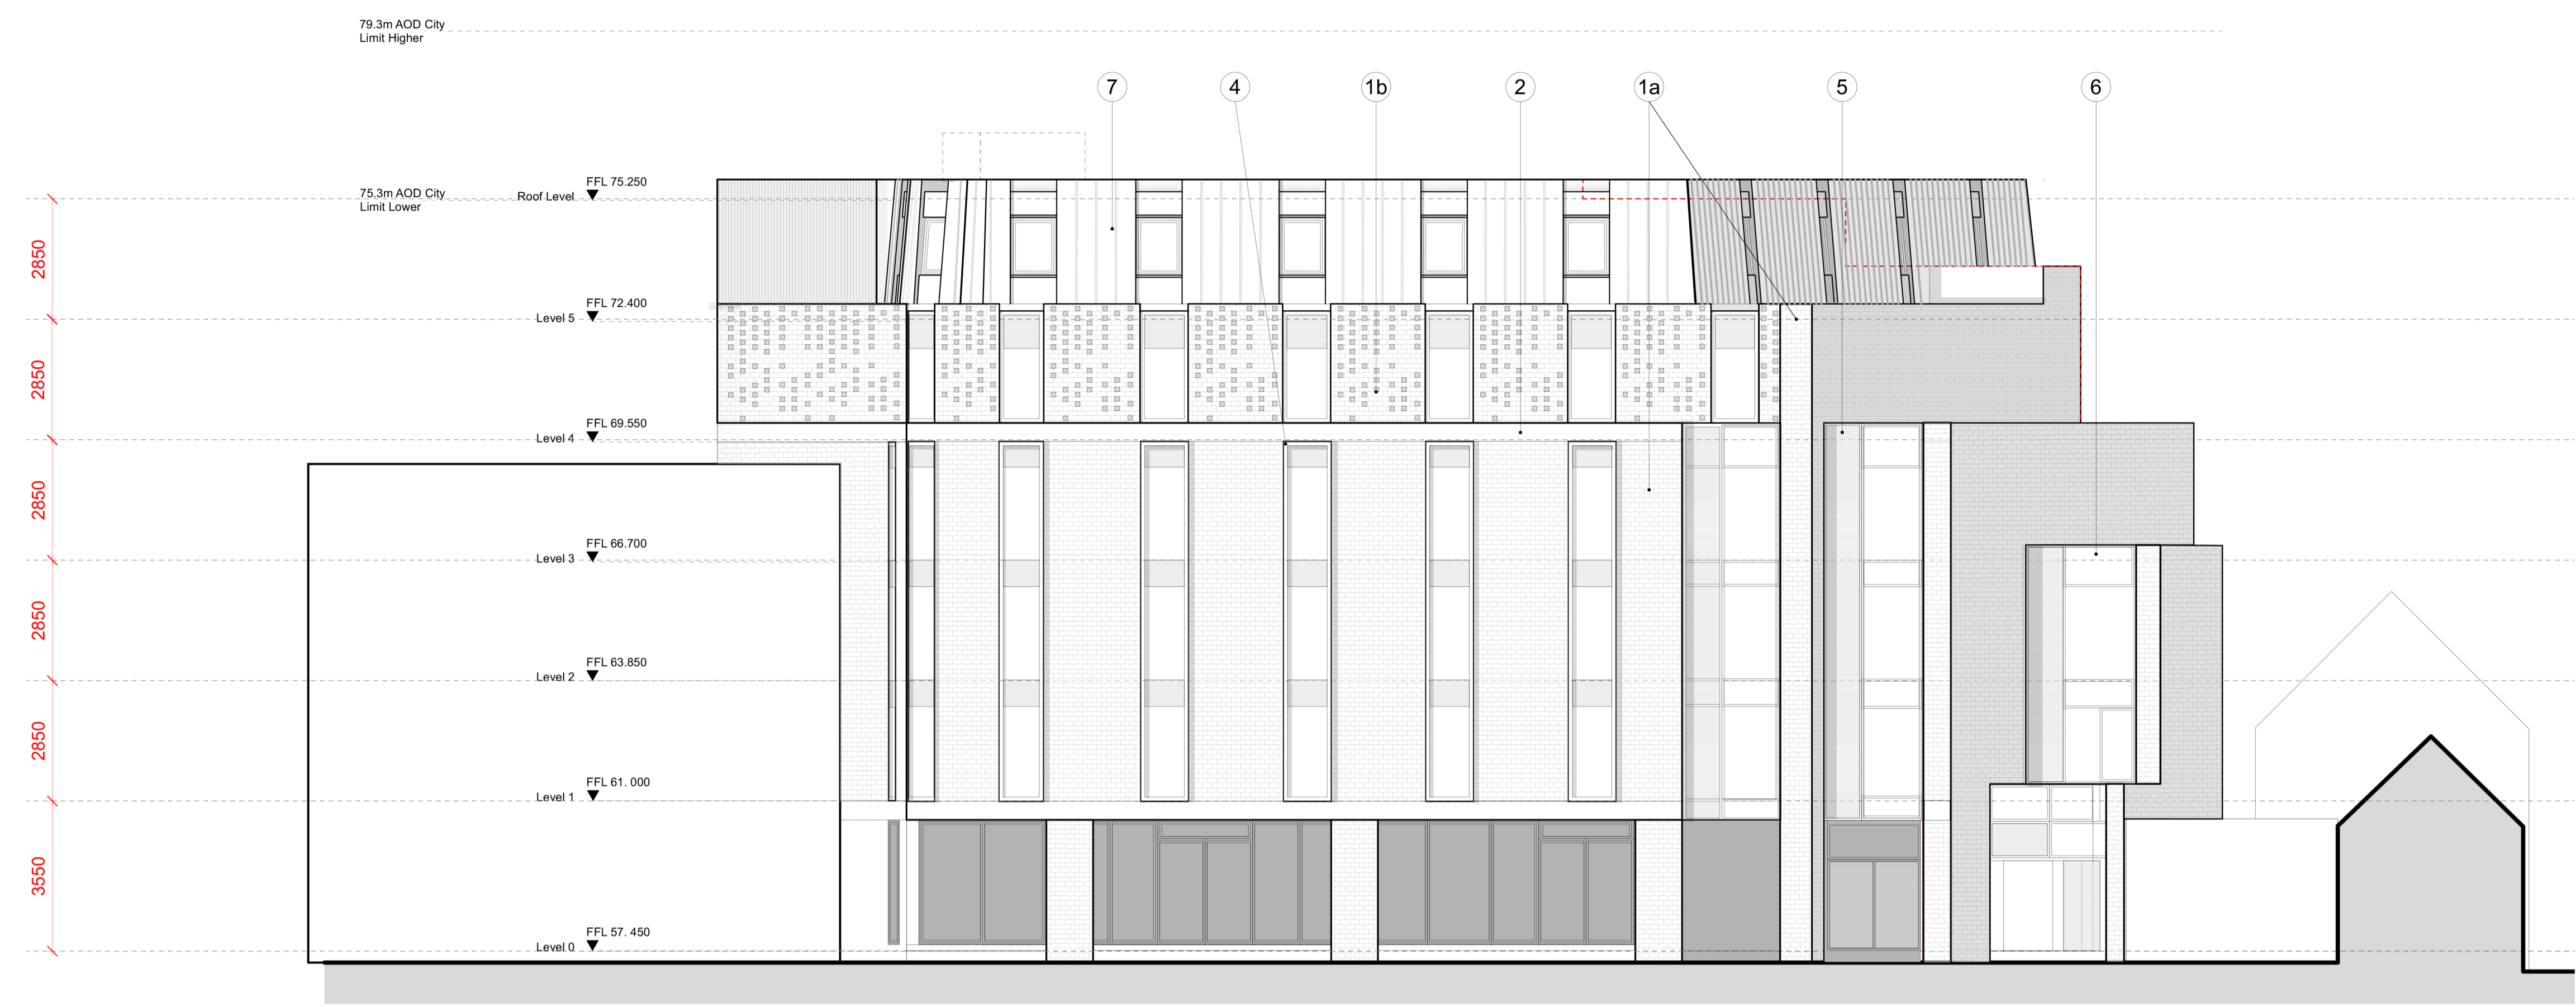 79.3m AOD City
Limit Higher
7
4
1b
2
1a
5
6
75.3m AOD City
Limit Lower
Roof Level
FFL 75.250
2850
Level 5
FFL 72.400
2850
Level 4
FFL 69.550
2850
Level 3
FFL 66.700
2850
Level 2
FFL 63.850
2850
Level 1
FFL 61. 000
3550
Level 0
FFL 57. 450